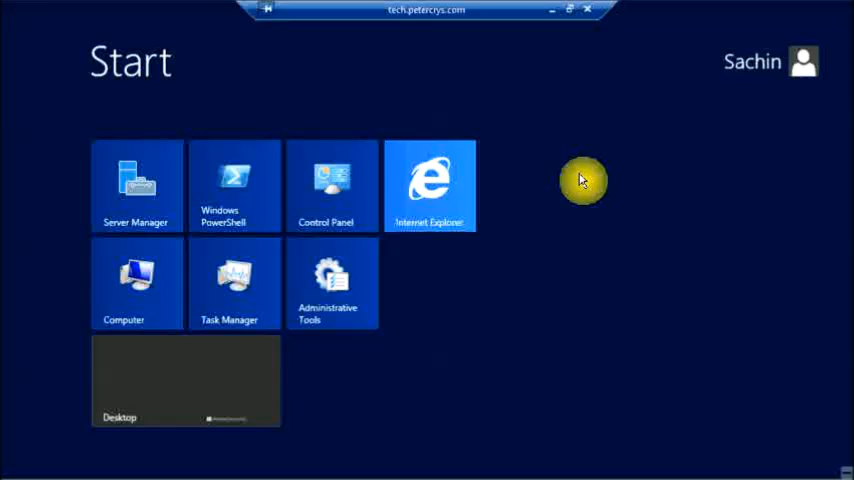 tech.petercrys.com
Start
Sachin
Server Manager
Windows
PowerShell
Control Panel
Internet Explorer
Computer
Task Manager
Administrative
Tools
Desktop